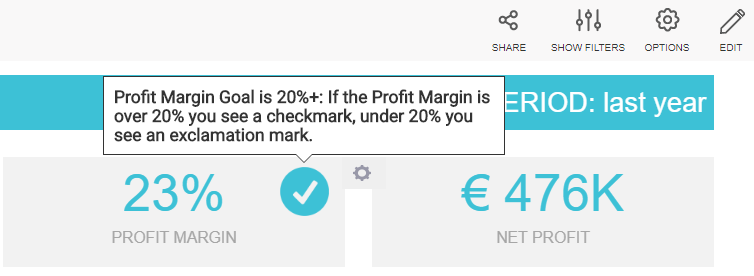 SHARE
SHOW FILTERS
OPTIONS
EDIT
ERIOD: last year
Profit Margin Goal is 20%+: If the Profit Margin is
over 20% you see a checkmark, under 20% you
see an exclamation mark.
23%
PROFIT MARGIN
€ 476K
NET PROFIT